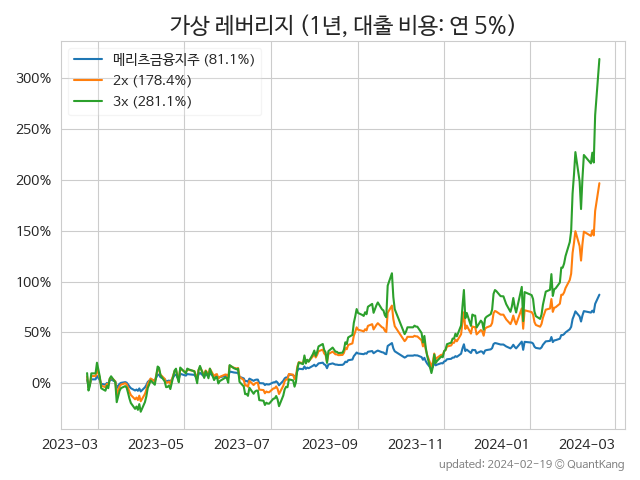 가상 레버리지 (1년, 대출 비용: 연 5%)
메리츠금융지주 (81.1%)
2x (178.4%)
3x (281.1%)
300%
250%
200%
150%
100%
50%
0%
2023-03 2023-05 2023-07 2023-09 2023-11 2024-01 2024-03
updated: 2024-02-19 © QuantKang